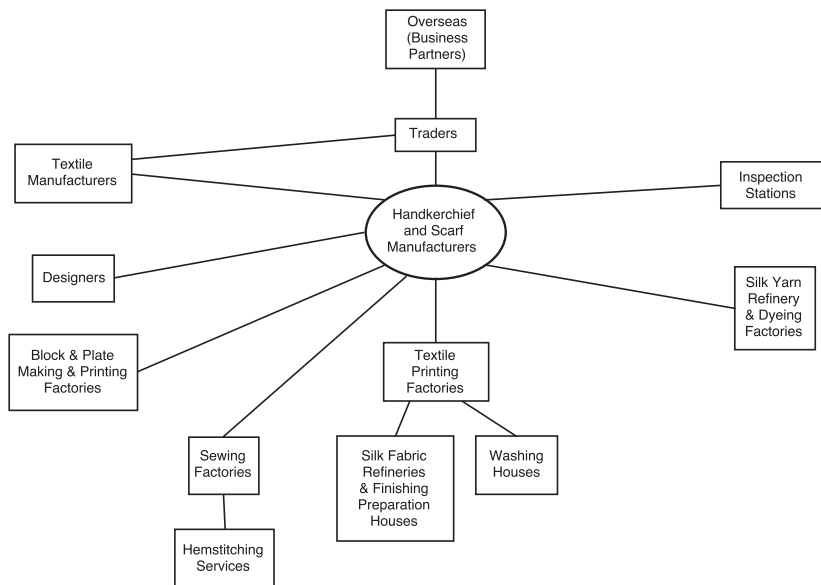 Overseas
(Business
Partners)
Traders
Textile
Manufacturers
Inspection
Stations
Handkerchief
and Scarf
Manufacturers
Designers
Silk Yarn
Refinery
& Dyeing
Factories
Block & Plate
Making & Printing
Factories
Textile
Printing
Factories
Sewing
Factories
Silk Fabric
Refineries
& Finishing
Preparation
Houses
Washing
Houses
Hemstitching
Services